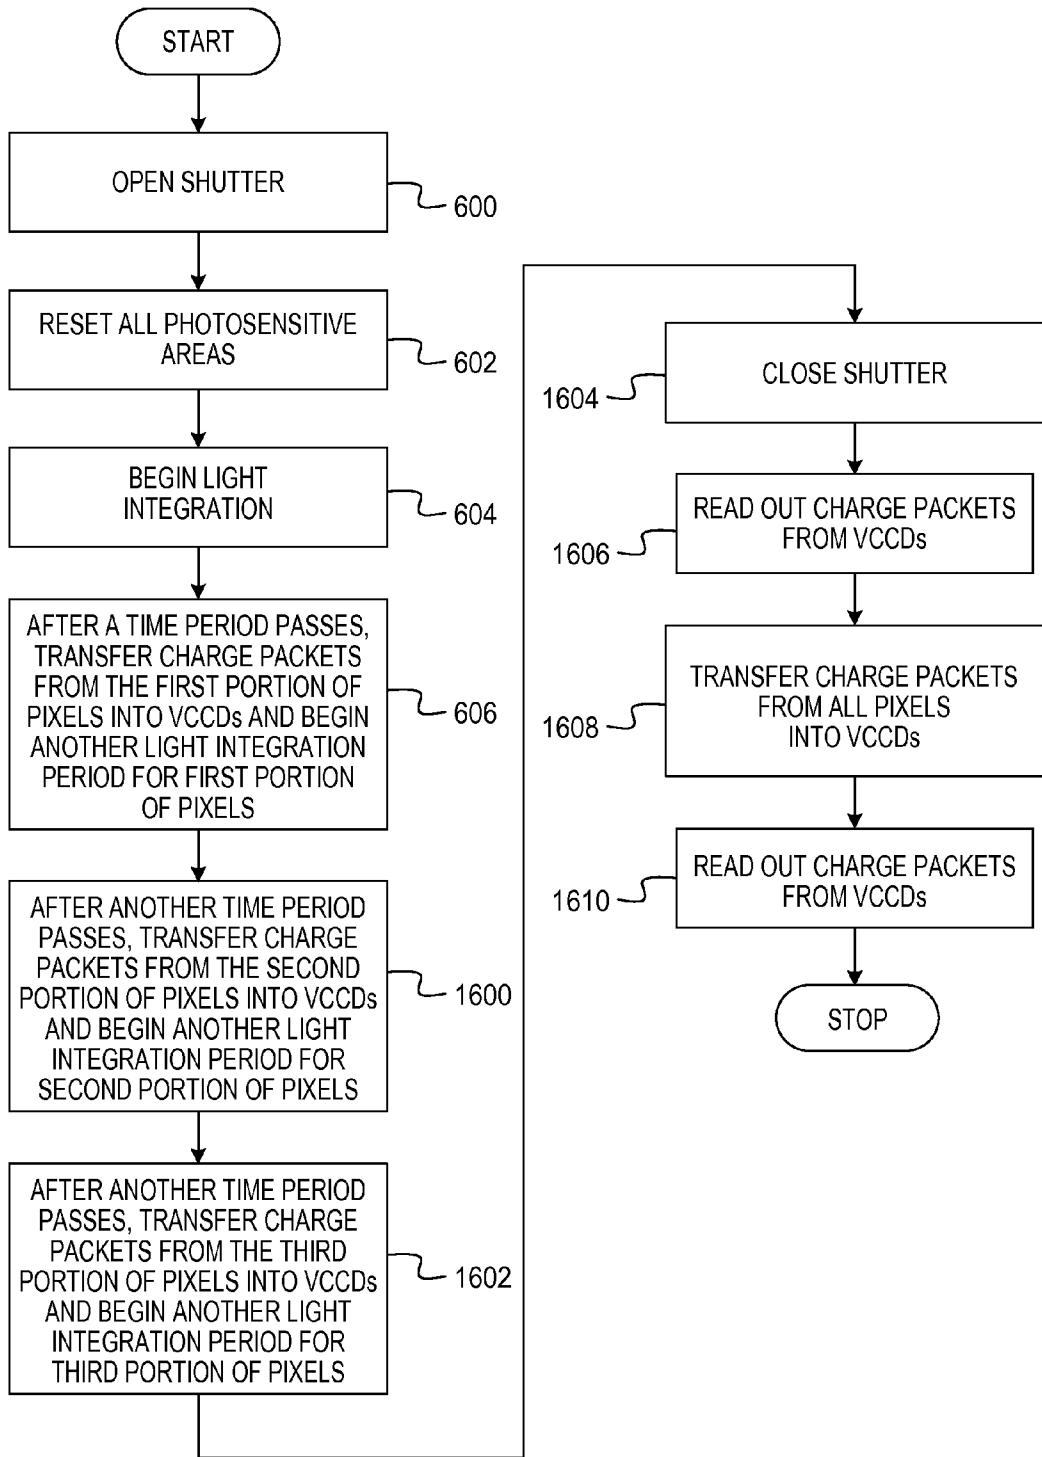 START
OPEN SHUTTER
600
RESET ALL PHOTOSENSITIVE
AREAS
602
BEGIN LIGHT
INTEGRATION
604
AFTER A TIME PERIOD PASSES,
TRANSFER CHARGE PACKETS
FROM THE FIRST PORTION OF
PIXELS INTO VCCDs AND BEGIN
ANOTHER LIGHT INTEGRATION
PERIOD FOR FIRST PORTION
OF PIXELS
606
AFTER ANOTHER TIME PERIOD
PASSES, TRANSFER CHARGE
PACKETS FROM THE SECOND
PORTION OF PIXELS INTO VCCDs
AND BEGIN ANOTHER LIGHT
INTEGRATION PERIOD FOR
SECOND PORTION OF PIXELS
1600
AFTER ANOTHER TIME PERIOD
PASSES, TRANSFER CHARGE
PACKETS FROM THE THIRD
PORTION OF PIXELS INTO VCCDs
AND BEGIN ANOTHER LIGHT
INTEGRATION PERIOD FOR
THIRD PORTION OF PIXELS
1602
CLOSE SHUTTER
1604
READ OUT CHARGE PACKETS
FROM VCCDs
1606
TRANSFER CHARGE PACKETS
FROM ALL PIXELS
INTO VCCDs
1608
READ OUT CHARGE PACKETS
FROM VCCDs
1610
STOP